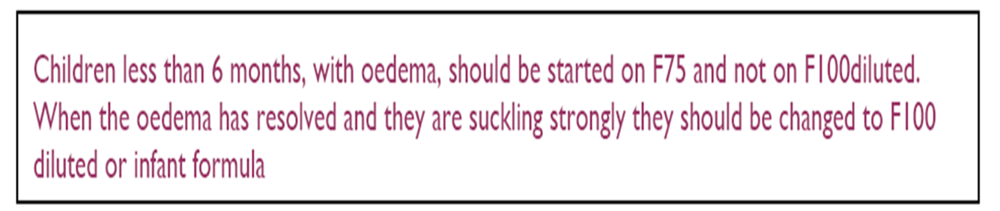 Children less than 6 months, with oedema, should be started on F75 and not on F100diluted.
When the oedema has resolved and they are suckling strongly they should be changed to F100
diluted or infant formula